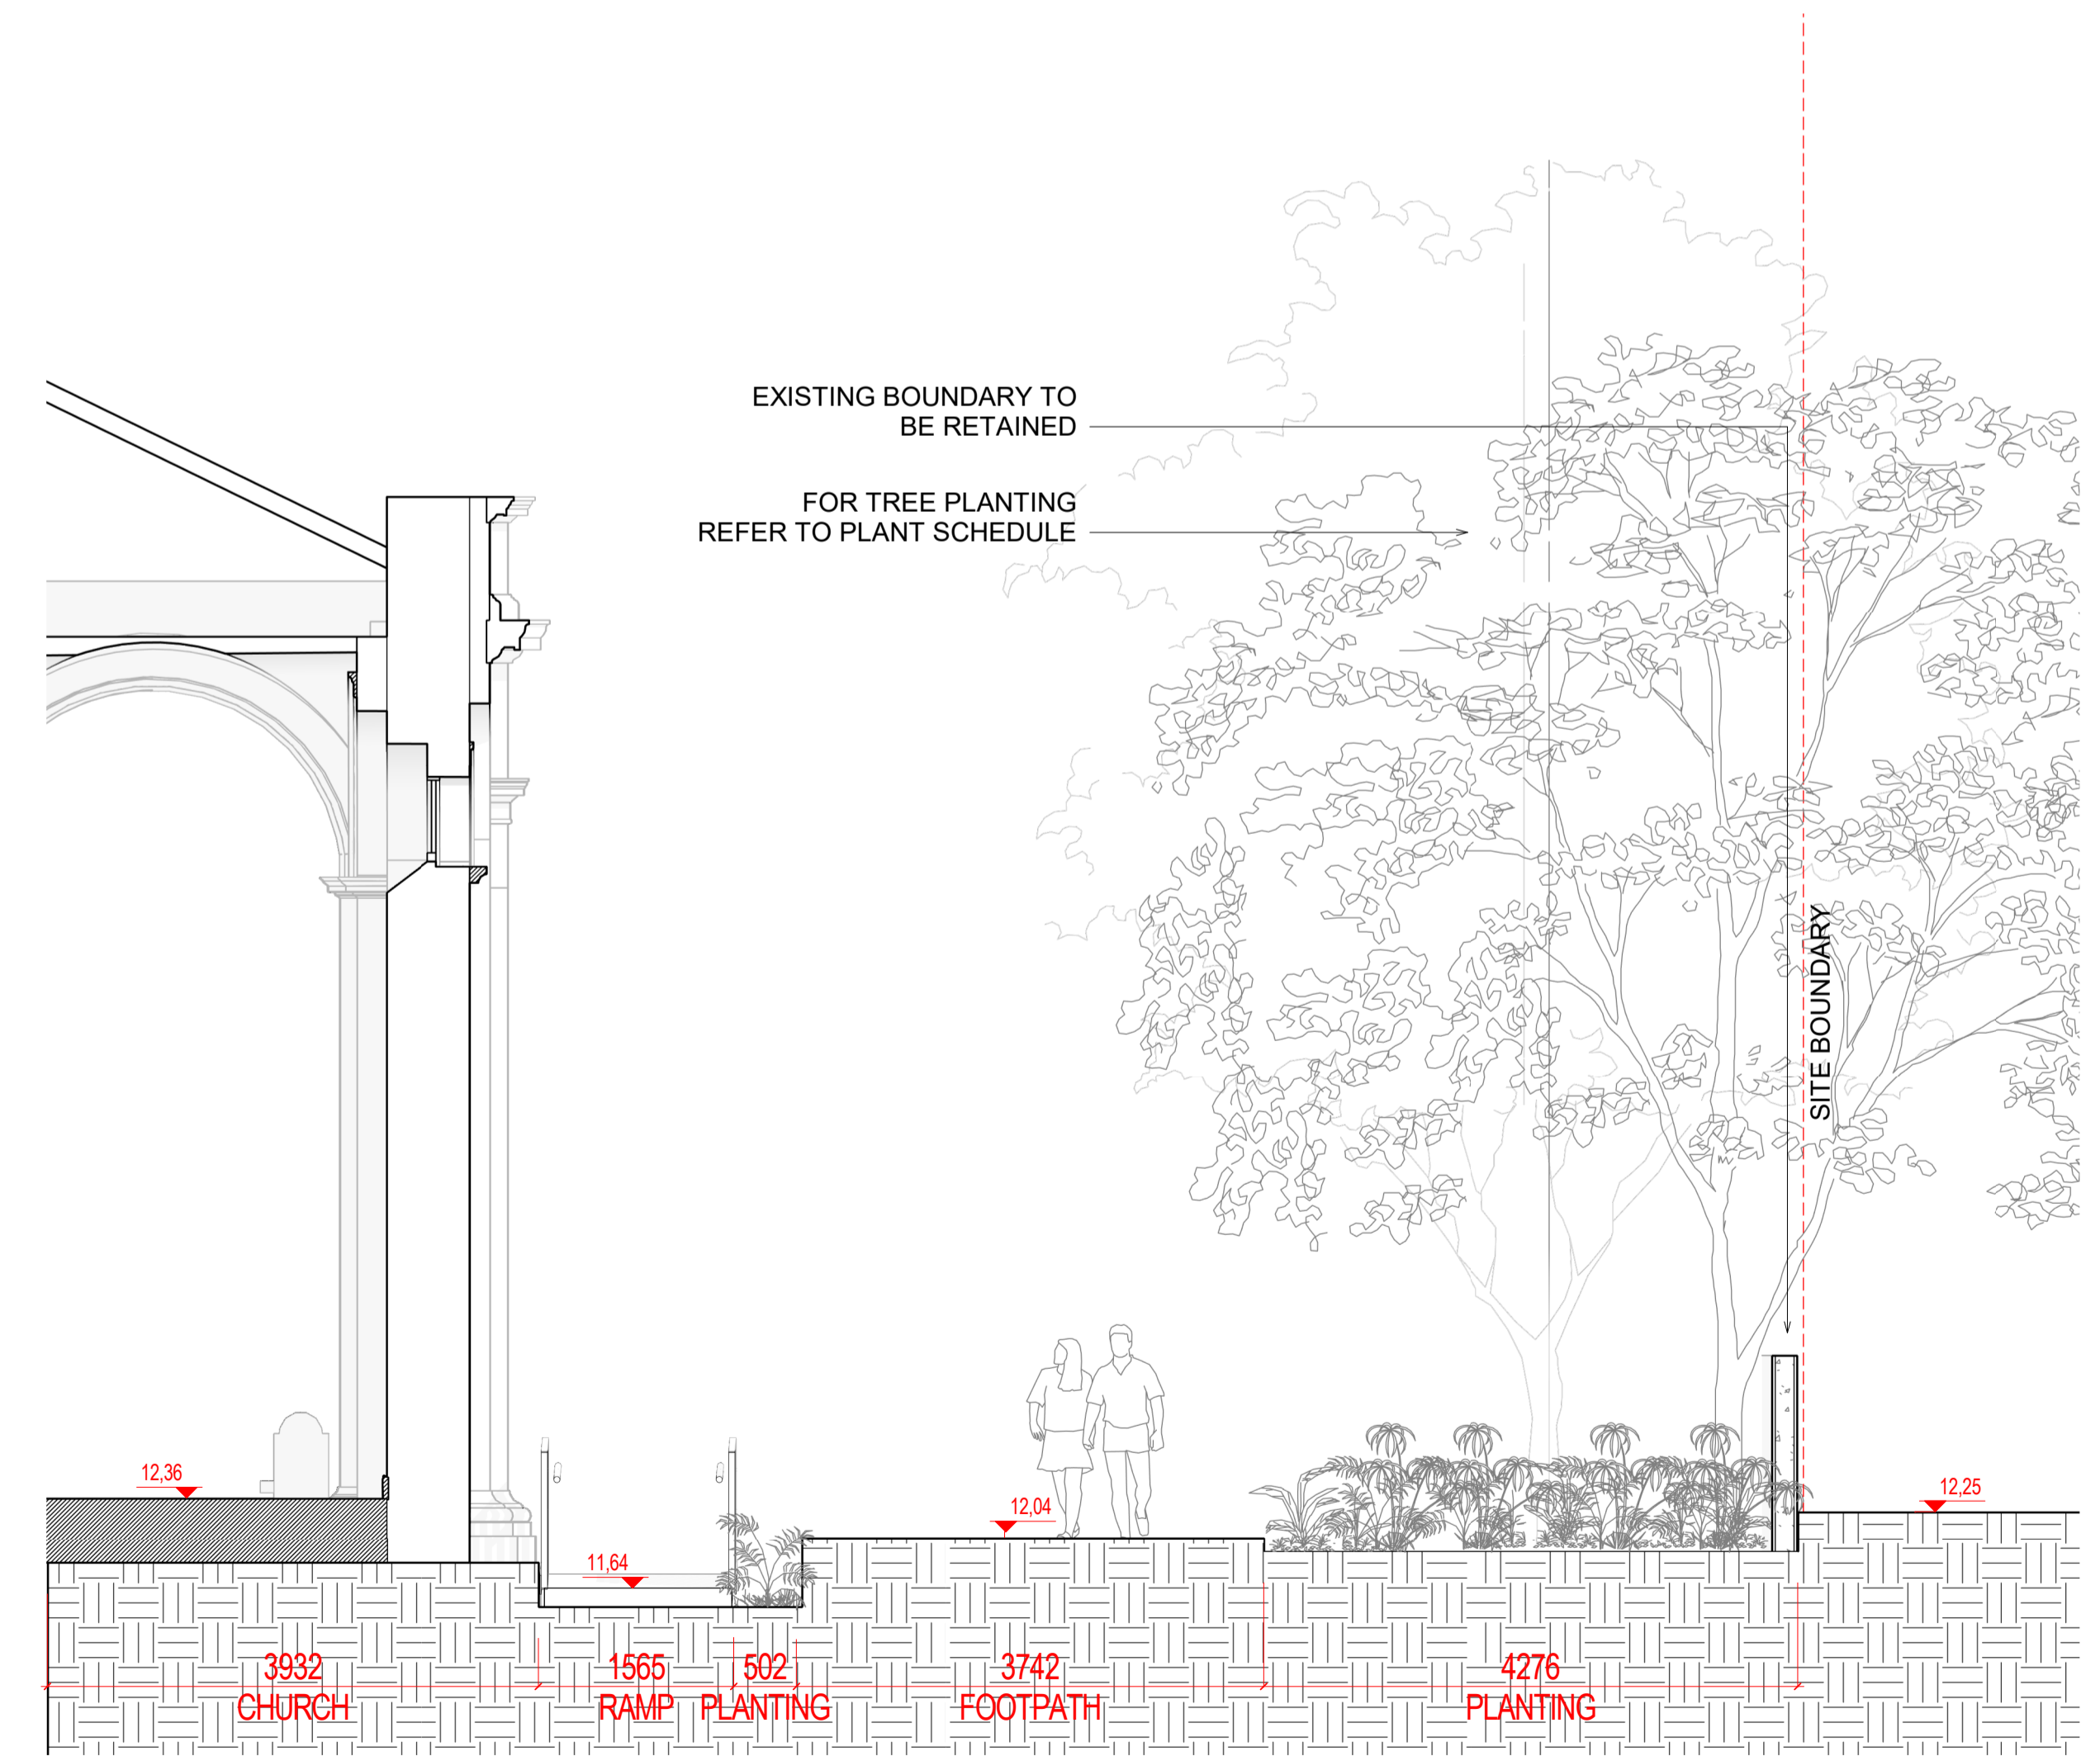 EXISTING BOUNDARY TO
BE RETAINED
FOR TREE PLANTING
REFER TO PLANT SCHEDULE
SITE BOUNDARY
12,36
11,64
12,04
12,25
3932
CHURCH
1565
RAMP
502
PLANTING
3742
FOOTPATH
4276
PLANTING